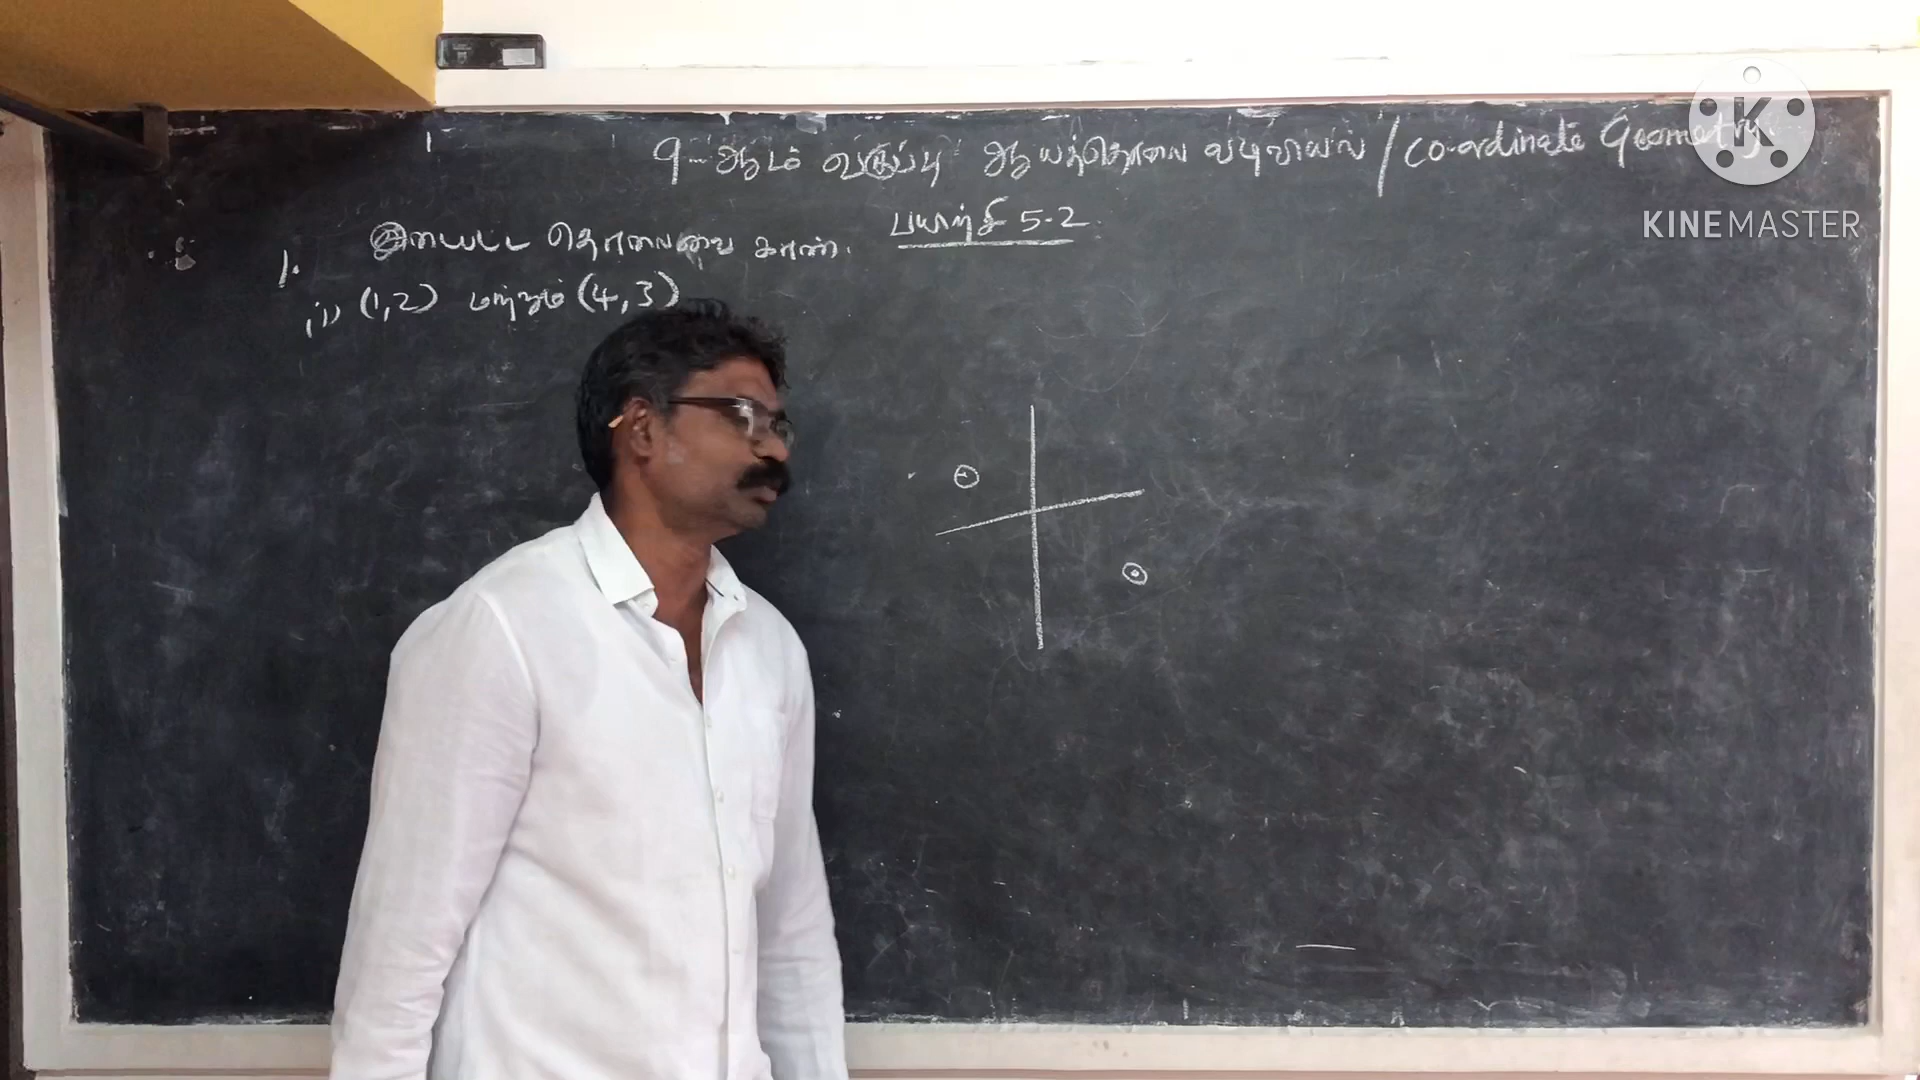 9-ஆம் வகுப்பு ஆயத்தொலை வடிவியல் / Co-ordinate Geometry.
பயிற்சி 5.2
1. இடைப்பட்ட தொலைவை காண்.
i) (1,2) மற்றும் (4,3)
K
KINEMASTER